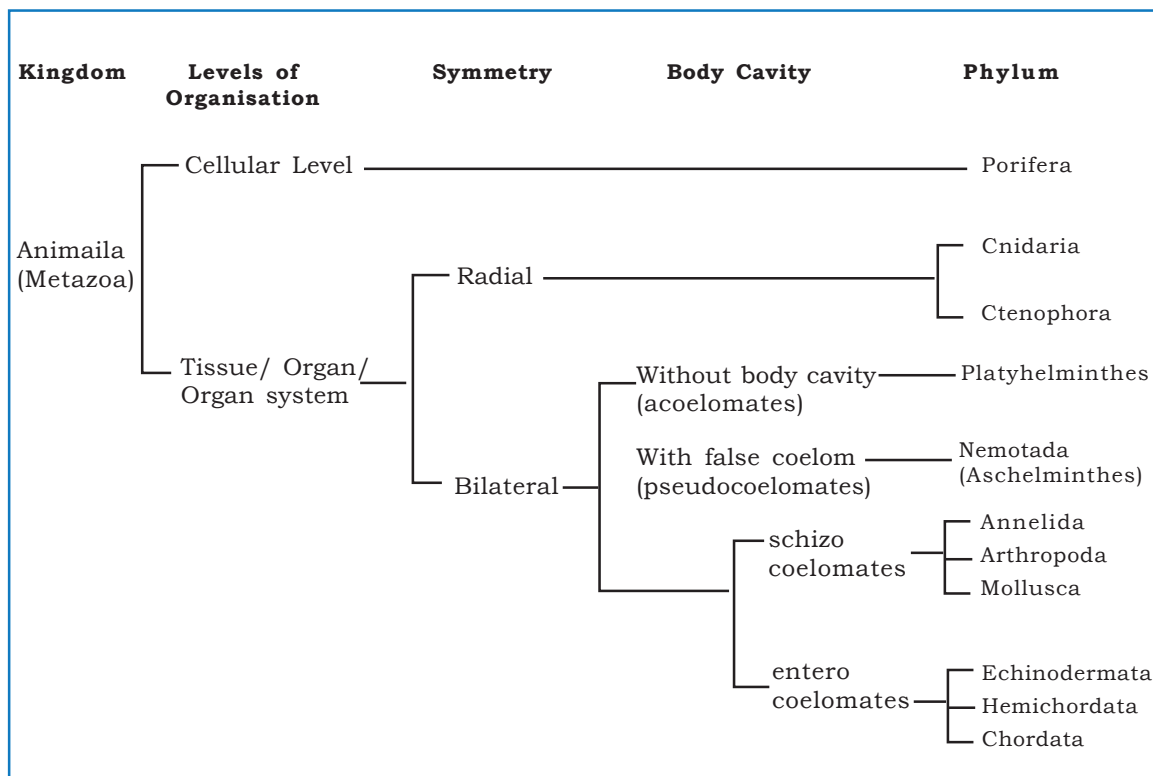 Kingdom
Levels of
Organisation
Symmetry
Body Cavity
Phylum
Cellular Level
Porifera
Animaila
(Metazoa)
Cnidaria
Radial
Ctenophora
Tissue/ Organ/
Organ system
Without body cavity
(acoelomates)
Platyhelminthes
Bilateral
With false coelom
(pseudocoelomates)
Nemotada
(Aschelminthes)
schizo
coelomates
Annelida
Arthropoda
Mollusca
entero
coelomates
Echinodermata
Hemichordata
Chordata